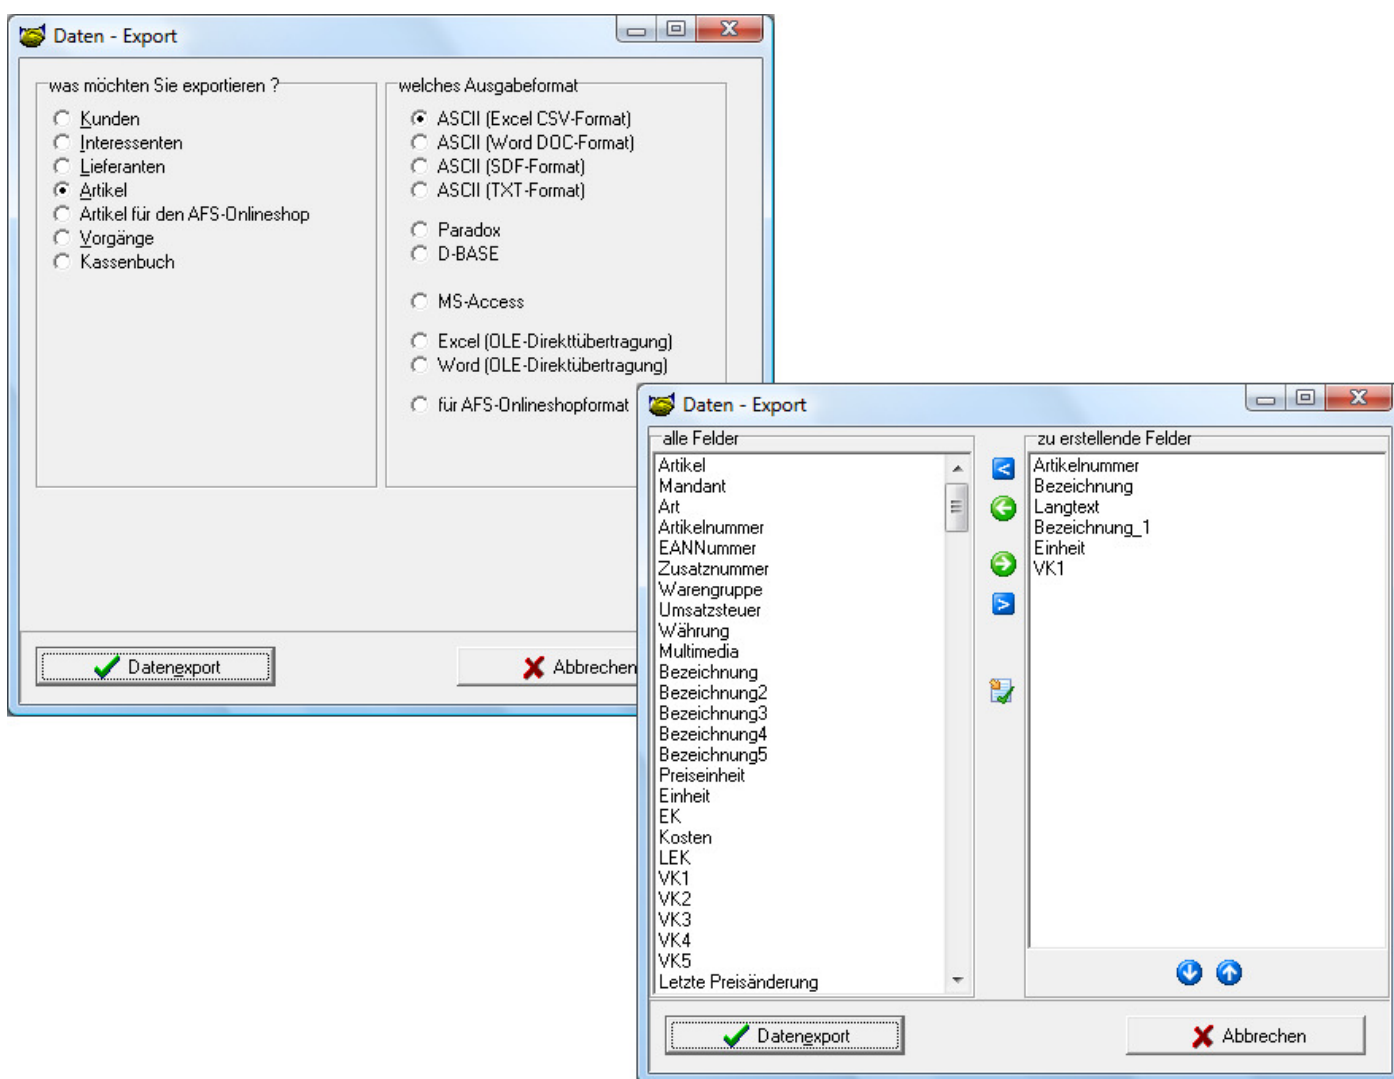 Daten - Export
was möchten Sie exportieren ?
Kunden
Interessenten
Lieferanten
Artikel
Artikel für den AFS-Onlineshop
Vorgänge
Kassenbuch
welches Ausgabeformat
ASCII (Excel CSV-Format)
ASCII (Word DOC-Format)
ASCII (SDF-Format)
ASCII (TXT-Format)
Paradox
D-BASE
MS-Access
Excel (OLE-Direkttübertragung)
Word (OLE-Direktübertragung)
für AFS-Onlineshopformat
Datenexport
Abbrechen
Daten - Export
alle Felder
Artikel
Mandant
Art
Artikelnummer
EANNummer
Zusatznummer
Warengruppe
Umsatzsteuer
Währung
Multimedia
Bezeichnung
Bezeichnung2
Bezeichnung3
Bezeichnung4
Bezeichnung5
Preiseinheit
Einheit
EK
Kosten
LEK
VK1
VK2
VK3
VK4
VK5
Letzte Preisänderung
zu erstellende Felder
Artikelnummer
Bezeichnung
Langtext
Bezeichnung_1
Einheit
VK1
Datenexport
Abbrechen